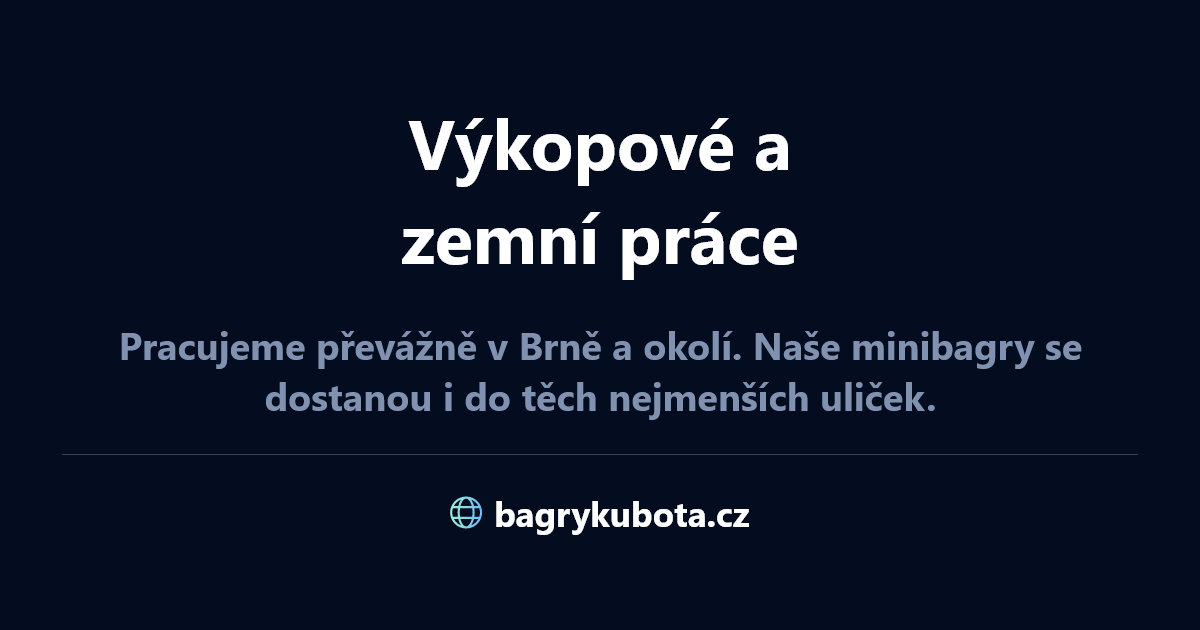 Výkopové a
zemní práce
Pracujeme převážně v Brně a okolí. Naše minibagry se
dostanou i do těch nejmenších uliček.
bagrykubota.cz